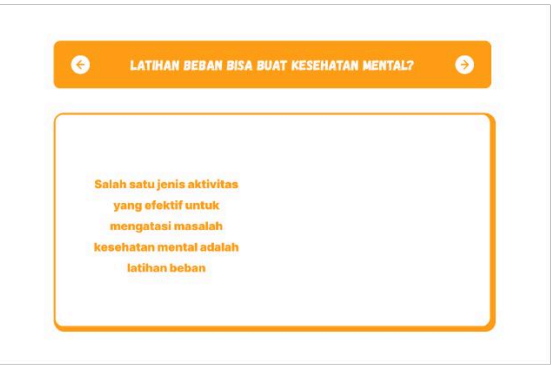 LATIHAN BEBAN BISA BUAT KESEHATAN MENTAL?
Salah satu jenis aktivitas
yang efektif untuk
mengatasi masalah
kesehatan mental adalah
latihan beban